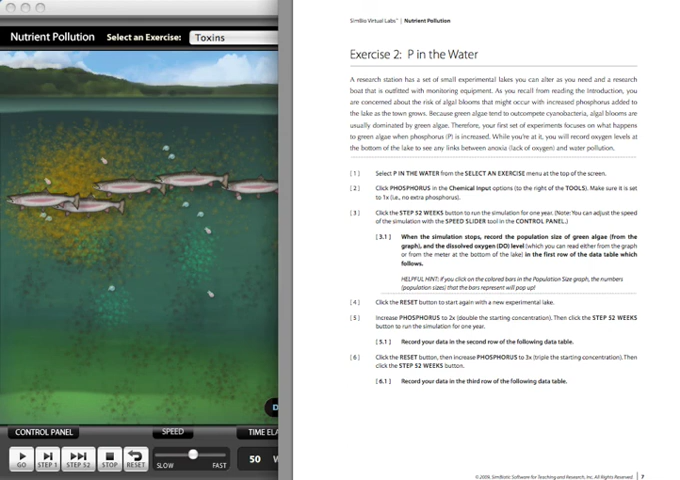 Nutrient Pollution
Select an Exercise: Toxins
CONTROL PANEL
SPEED
TIME ELA
GO
STEP 1
STEP 52
STOP
RESET
SLOW
FAST
50
SimBio Virtual Labs™ | Nutrient Pollution
Exercise 2: P in the Water
A research station has a set of small experimental lakes you can alter as you need and a research
boat that is outfitted with monitoring equipment. As you recall from reading the Introduction, you
are concerned about the risk of algal blooms that might occur with increased phosphorus added to
the lake as the town grows. Because green algae tend to outcompete cyanobacteria, algal blooms are
usually dominated by green algae. Therefore, your first set of experiments focuses on what happens
to green algae when phosphorus (P) is increased. While you're at it, you will record oxygen levels at
the bottom of the lake to see any links between anoxia (lack of oxygen) and water pollution.
[ 1 ] Select P IN THE WATER from the SELECT AN EXERCISE menu at the top of the screen.
[ 2 ] Click PHOSPHORUS in the Chemical Input options (to the right of the TOOLS). Make sure it is set
to 1x (i.e., no extra phosphorus).
[ 3 ] Click the STEP 52 WEEKS button to run the simulation for one year. (Note: You can adjust the speed
of the simulation with the SPEED SLIDER tool in the CONTROL PANEL.)
[ 3.1 ] When the simulation stops, record the population size of green algae (from the
graph), and the dissolved oxygen (DO) level (which you can read either from the graph
or from the meter at the bottom of the lake) in the first row of the data table which
follows.
HELPFUL HINT: If you click on the colored bars in the Population Size graph, the numbers
(population sizes) that the bars represent will pop up!
[ 4 ] Click the RESET button to start again with a new experimental lake.
[ 5 ] Increase PHOSPHORUS to 2x (double the starting concentration). Then click the STEP 52 WEEKS
button to run the simulation for one year.
[ 5.1 ] Record your data in the second row of the following data table.
[ 6 ] Click the RESET button, then increase PHOSPHORUS to 3x (triple the starting concentration). Then
click the STEP 52 WEEKS button.
[ 6.1 ] Record your data in the third row of the following data table.
© 2009, SimBiotic Software for Teaching and Research, Inc. All Rights Reserved. | 7